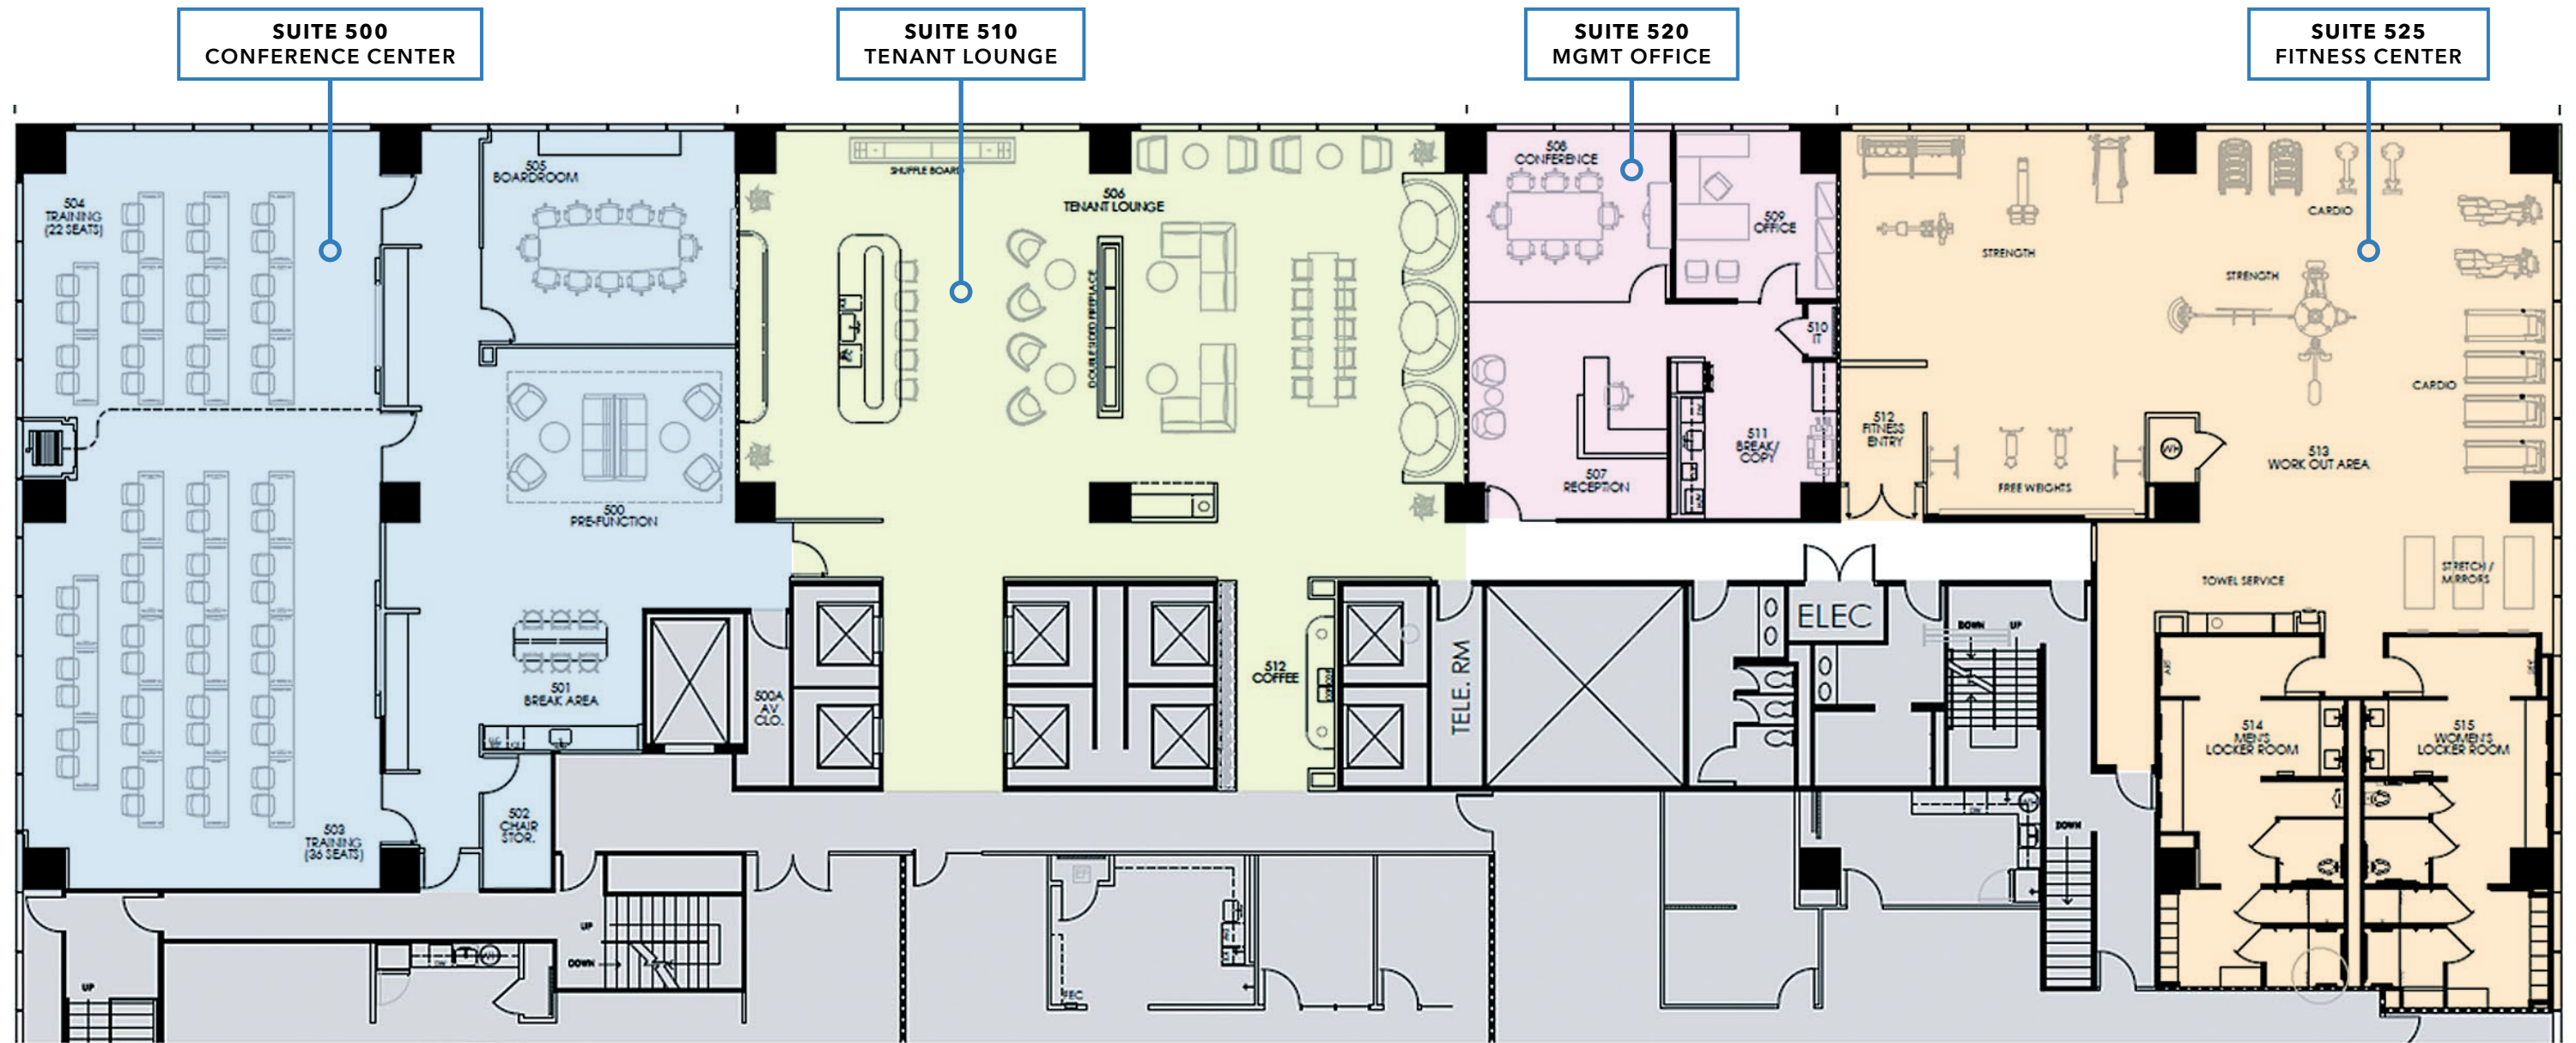 SUITE 500
CONFERENCE CENTER
SUITE 510
TENANT LOUNGE
SUITE 520
MGMT OFFICE
SUITE 525
FITNESS CENTER
504
TRAINING
(22 SEATS)
505
BOARDROOM
SHUFFLE BOARD
506
TENANT LOUNGE
DOUBLE SIDED FIREPLACE
508
CONFERENCE
509
OFFICE
510
IT
STRENGTH
CARDIO
STRENGTH
CARDIO
512
FITNESS
ENTRY
511
BREAK/
COPY
507
RECEPTION
FREE WEIGHTS
WH
513
WORK OUT AREA
500
PRE-FUNCTION
STRETCH /
MIRRORS
TOWEL SERVICE
ELEC
DOWN
UP
TELE. RM
512
COFFEE
501
BREAK AREA
500A
AV
CLO.
514
MEN'S
LOCKER ROOM
515
WOMEN'S
LOCKER ROOM
502
CHAIR
STOR.
503
TRAINING
(36 SEATS)
DOWN
UP
DOWN
WH
UP
FEC